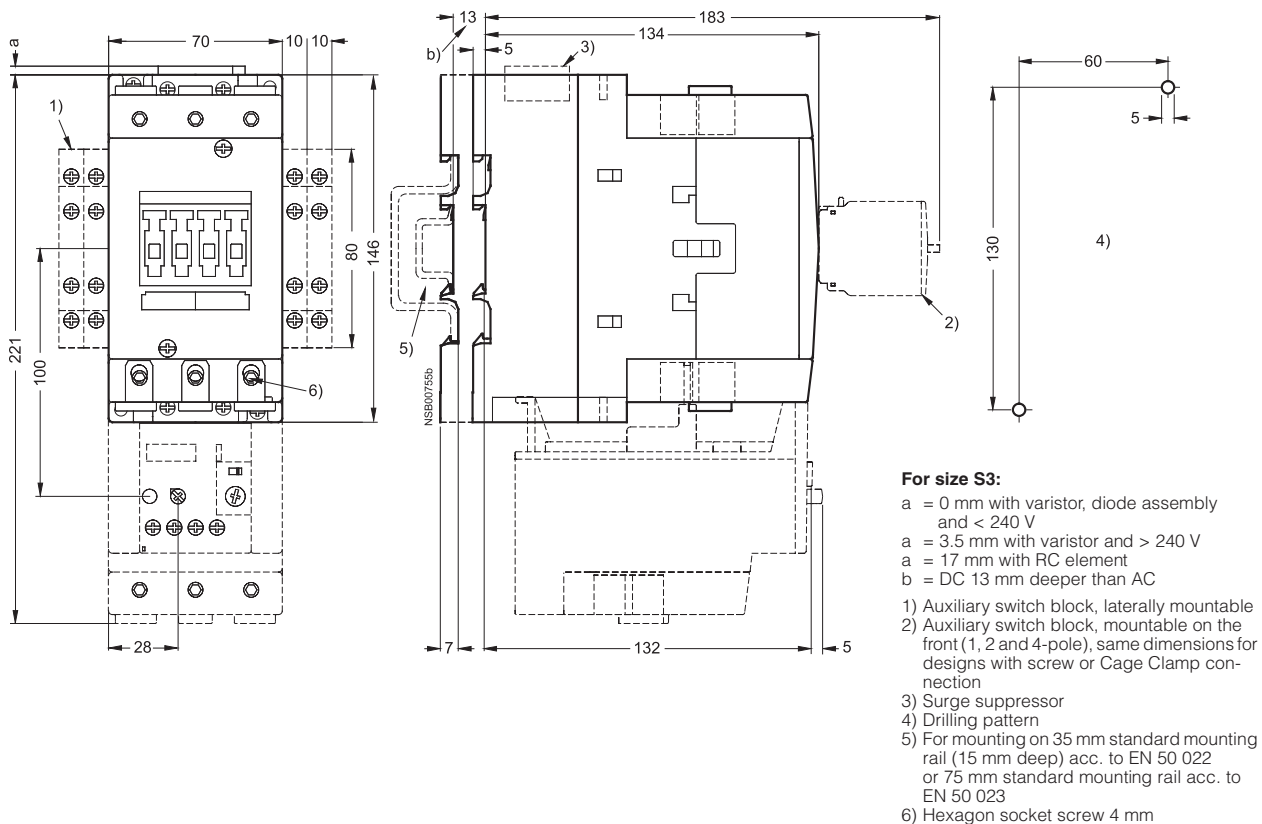 a
70
10
10
1)
221
100
80
146
6)
28
13
183
134
b)
5
3)
5)
2)
NSB00755b
7
132
5
60
5
130
4)
For size S3:
a = 0 mm with varistor, diode assembly
and < 240 V
a = 3.5 mm with varistor and > 240 V
a = 17 mm with RC element
b = DC 13 mm deeper than AC
1) Auxiliary switch block, laterally mountable
2) Auxiliary switch block, mountable on the
front (1, 2 and 4-pole), same dimensions for
designs with screw or Cage Clamp con-
nection
3) Surge suppressor
4) Drilling pattern
5) For mounting on 35 mm standard mounting
rail (15 mm deep) acc. to EN 50 022
or 75 mm standard mounting rail acc. to
EN 50 023
6) Hexagon socket screw 4 mm